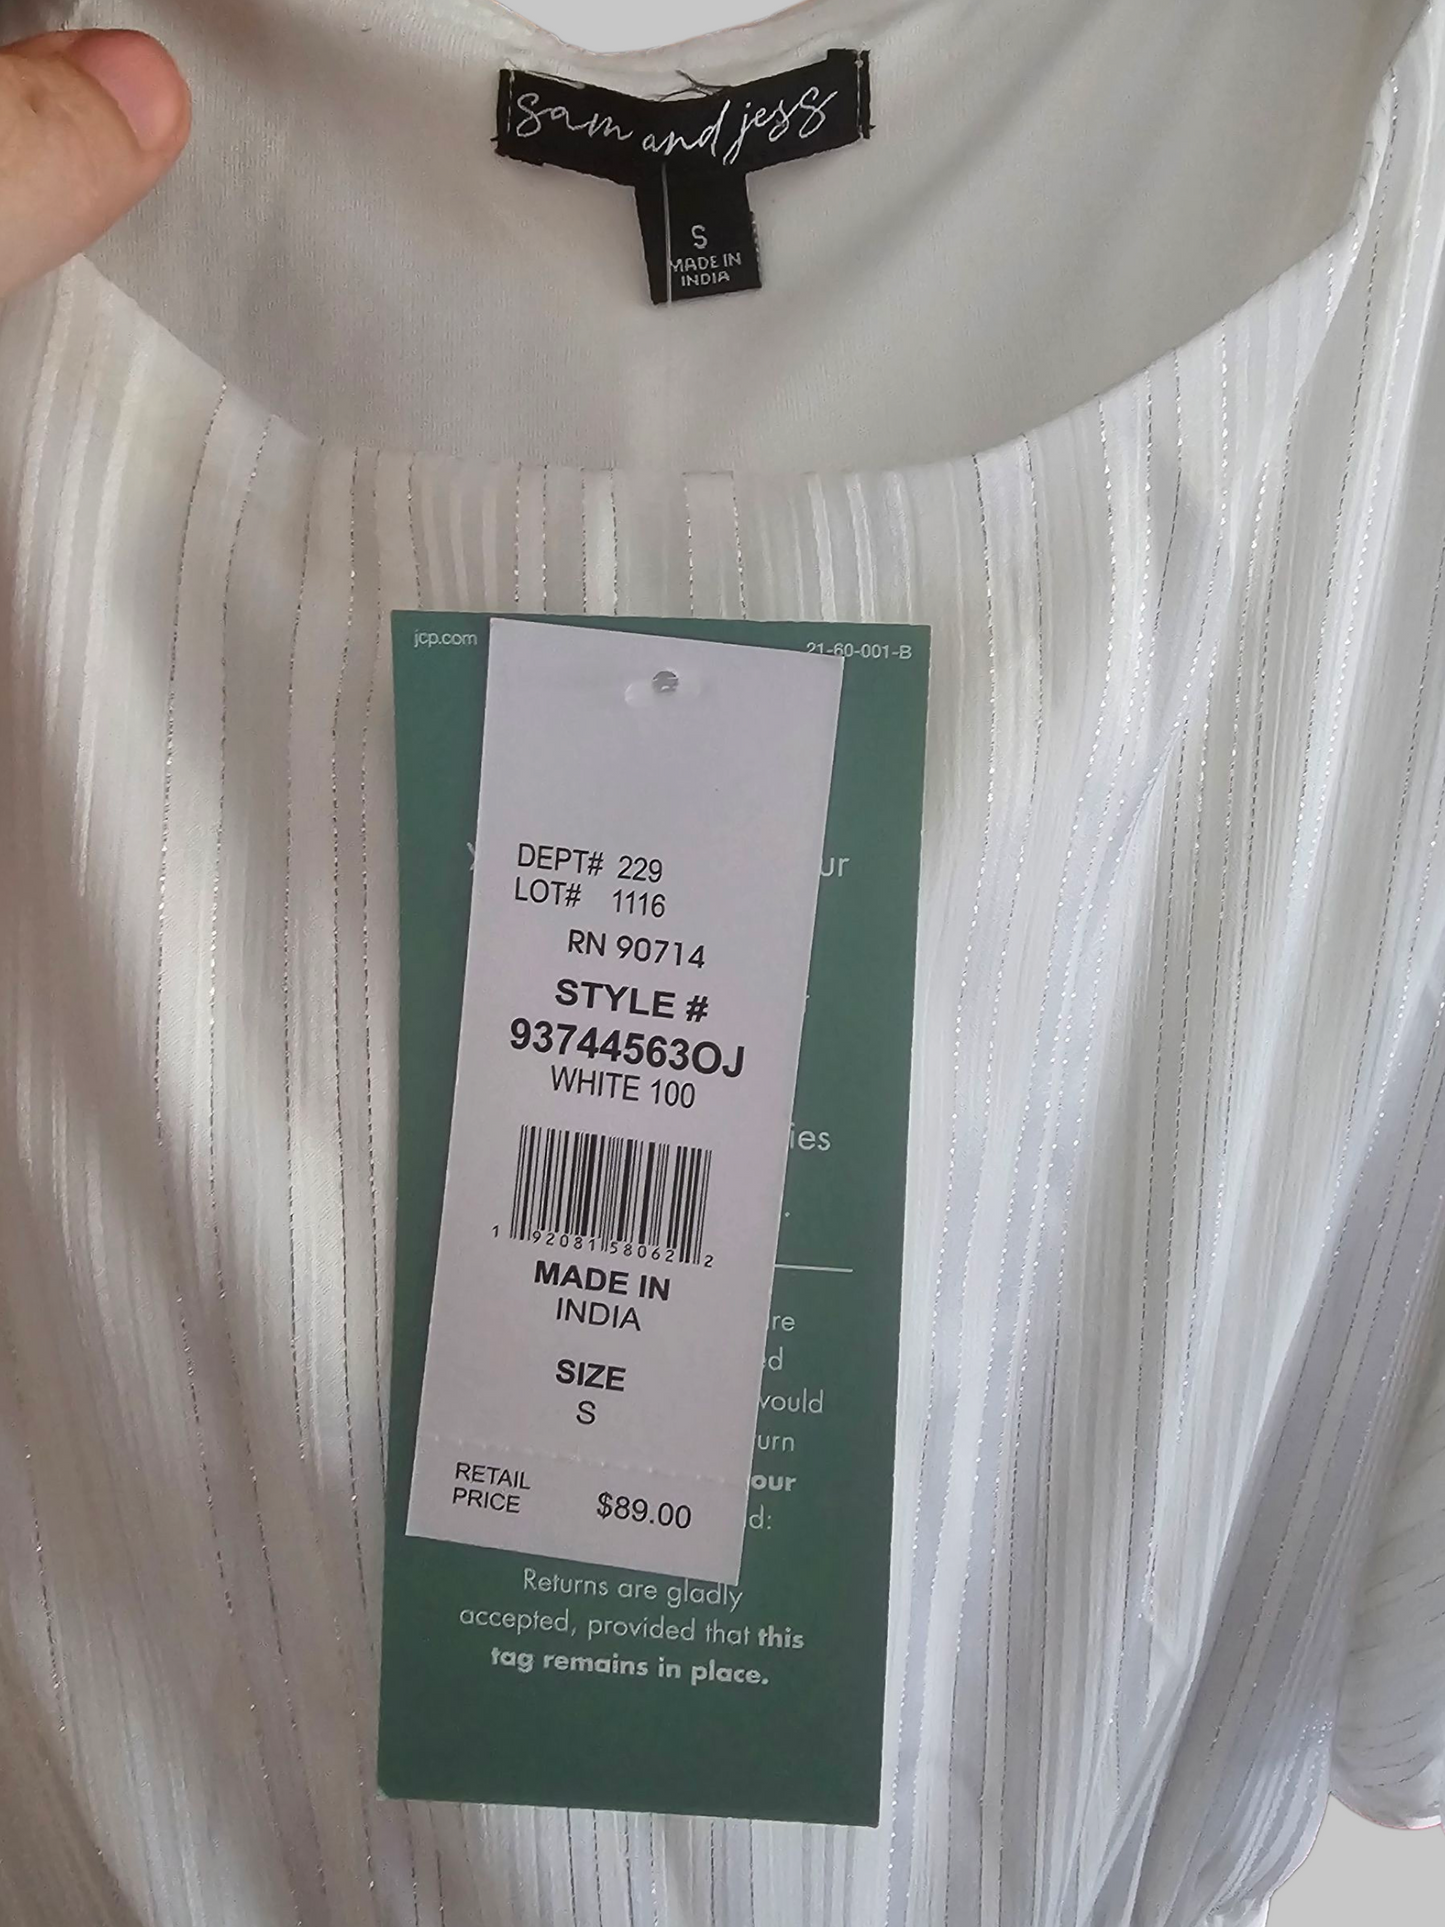 sam and jess
S
MADE IN
INDIA
jcp.com
21-60-001-B
DEPT# 229
LOT# 1116
RN 90714
STYLE #
93744563OJ
WHITE 100
1 92081 58062 2
MADE IN
INDIA
SIZE
S
RETAIL
PRICE $89.00
Returns are gladly
accepted, provided that this
tag remains in place.